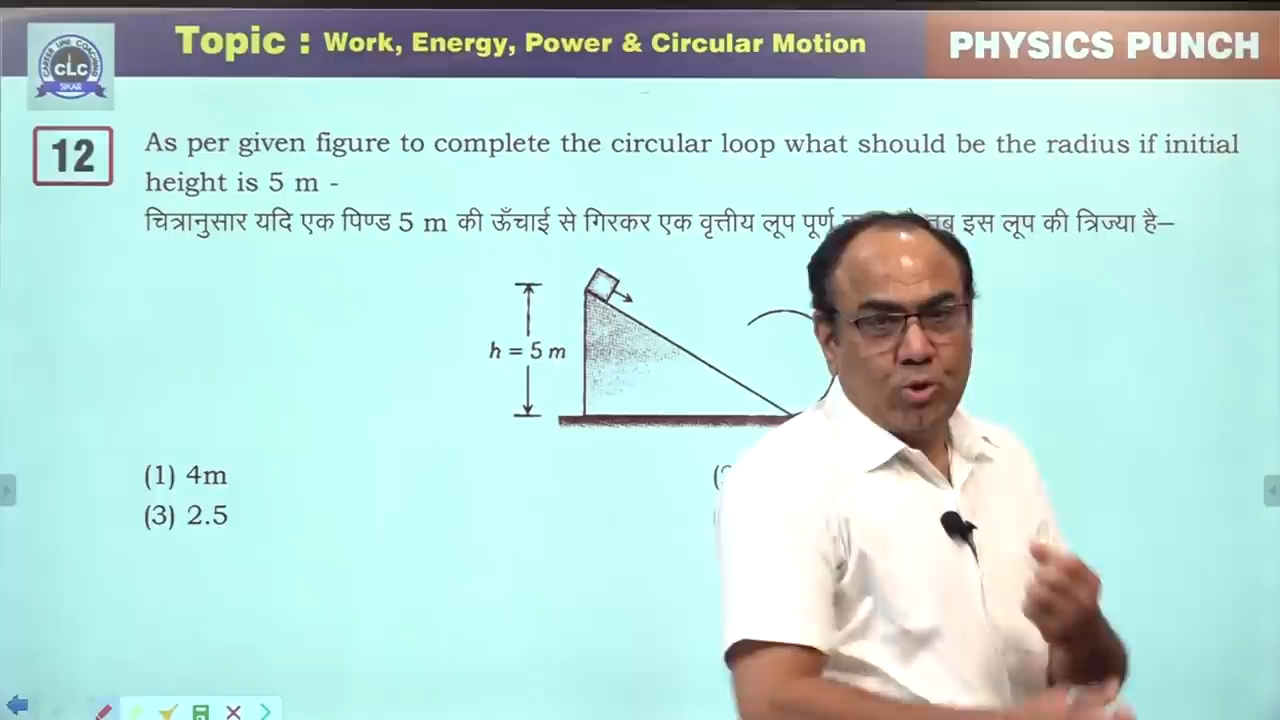 Topic : Work, Energy, Power & Circular Motion
PHYSICS PUNCH
CLC
SIKAR
12
As per given figure to complete the circular loop what should be the radius if initial
height is 5 m -
चित्रानुसार यदि एक पिण्ड 5 m की ऊँचाई से गिरकर एक वृत्तीय लूप पूर्ण इस लूप की त्रिज्या है–
h = 5 m
(1) 4m
(3) 2.5